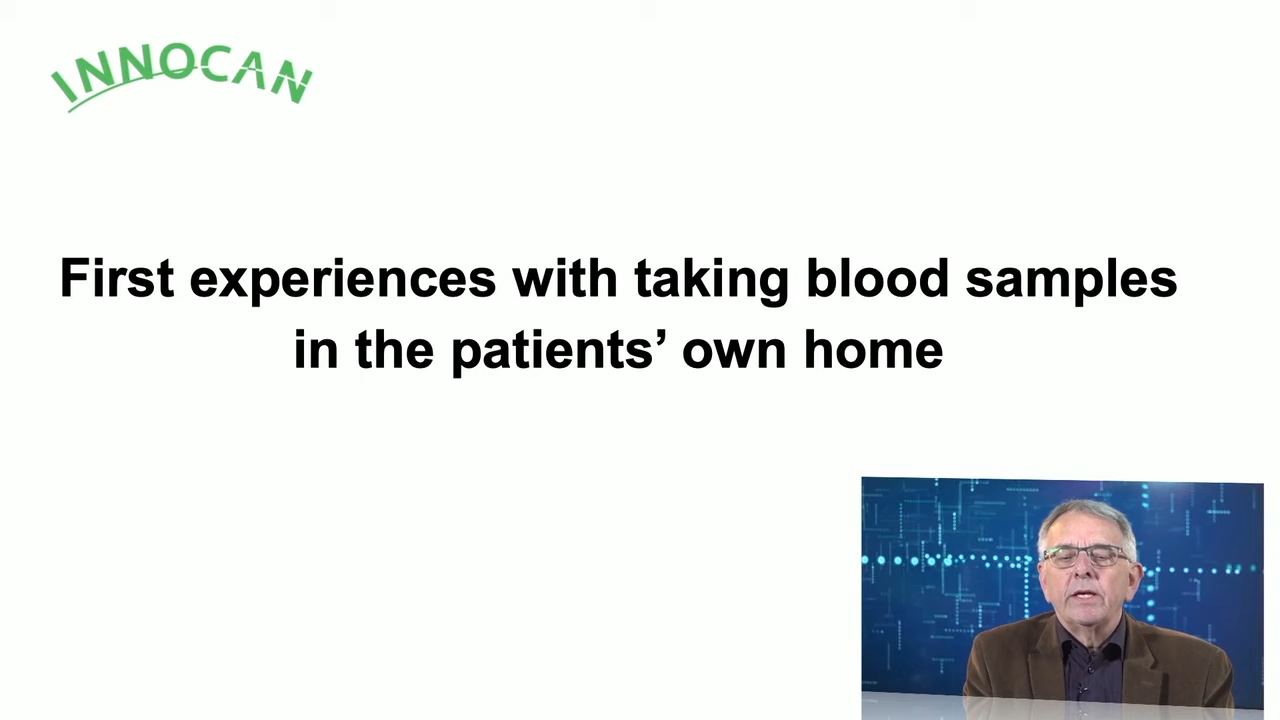 INNOCAN
First experiences with taking blood samples
in the patients’ own home